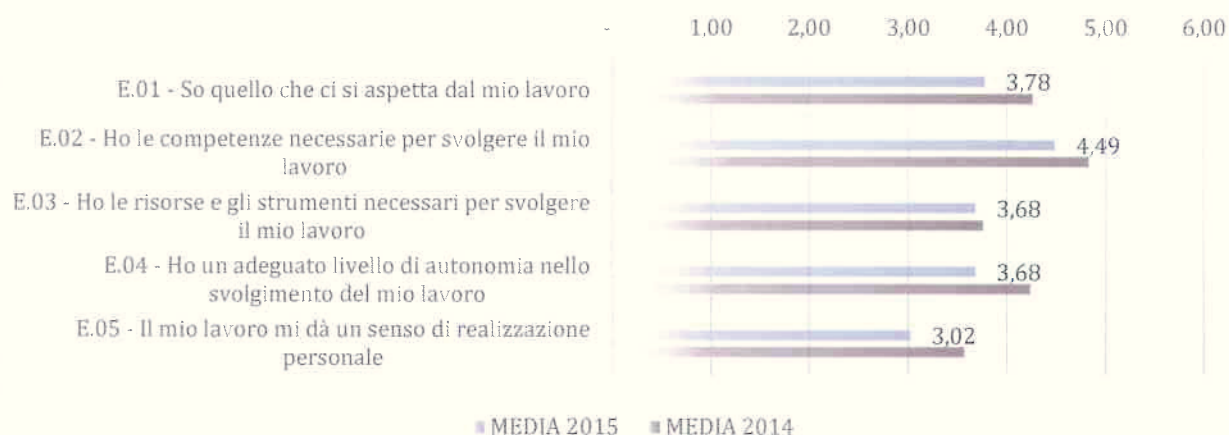 - 1,00 2,00 3,00 4,00 5,00 6,00
E.01 - So quello che ci si aspetta dal mio lavoro
3,78
E.02 - Ho le competenze necessarie per svolgere il mio
lavoro
4,49
E.03 - Ho le risorse e gli strumenti necessari per svolgere
il mio lavoro
3,68
E.04 - Ho un adeguato livello di autonomia nello
svolgimento del mio lavoro
3,68
E.05 - Il mio lavoro mi dà un senso di realizzazione
personale
3,02
MEDIA 2015 MEDIA 2014